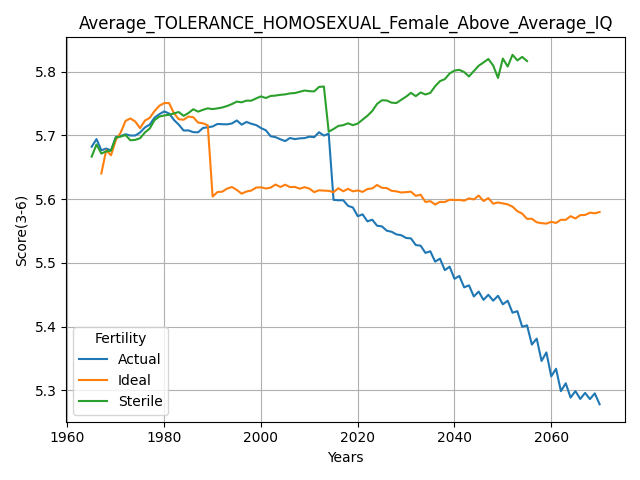 Average_TOLERANCE_HOMOSEXUAL_Female_Above_Average_IQ
Score(3-6)
5.8
5.7
5.6
5.5
5.4
5.3
Fertility
Actual
Ideal
Sterile
1960 1980 2000 2020 2040 2060
Years